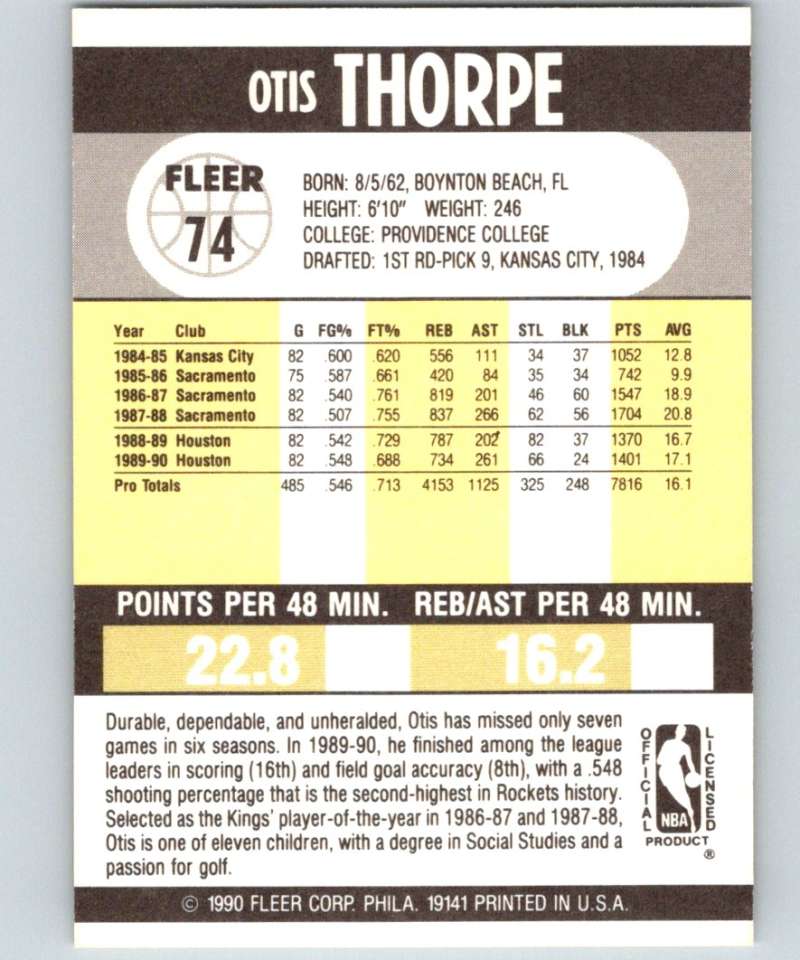 OTIS THORPE
FLEER
74
BORN: 8/5/62, BOYNTON BEACH, FL
HEIGHT: 6'10" WEIGHT: 246
COLLEGE: PROVIDENCE COLLEGE
DRAFTED: 1ST RD-PICK 9, KANSAS CITY, 1984
Year Club G FG% FT% REB AST STL BLK PTS AVG
1984-85 Kansas City 82 .600 .620 556 111 34 37 1052 12.8
1985-86 Sacramento 75 .587 .661 420 84 35 34 742 9.9
1986-87 Sacramento 82 .540 .761 819 201 46 60 1547 18.9
1987-88 Sacramento 82 .507 .755 837 266 62 56 1704 20.8
1988-89 Houston 82 .542 .729 787 202 82 37 1370 16.7
1989-90 Houston 82 .548 .688 734 261 66 24 1401 17.1
Pro Totals 485 .546 .713 4153 1125 325 248 7816 16.1
POINTS PER 48 MIN. REB/AST PER 48 MIN.
22.8 16.2
Durable, dependable, and unheralded, Otis has missed only seven
games in six seasons. In 1989-90, he finished among the league
leaders in scoring (16th) and field goal accuracy (8th), with a .548
shooting percentage that is the second-highest in Rockets history.
Selected as the Kings' player-of-the-year in 1986-87 and 1987-88,
Otis is one of eleven children, with a degree in Social Studies and a
passion for golf.
OFFICIAL
LICENSED
NBA
PRODUCT
®
© 1990 FLEER CORP. PHILA. 19141 PRINTED IN U.S.A.